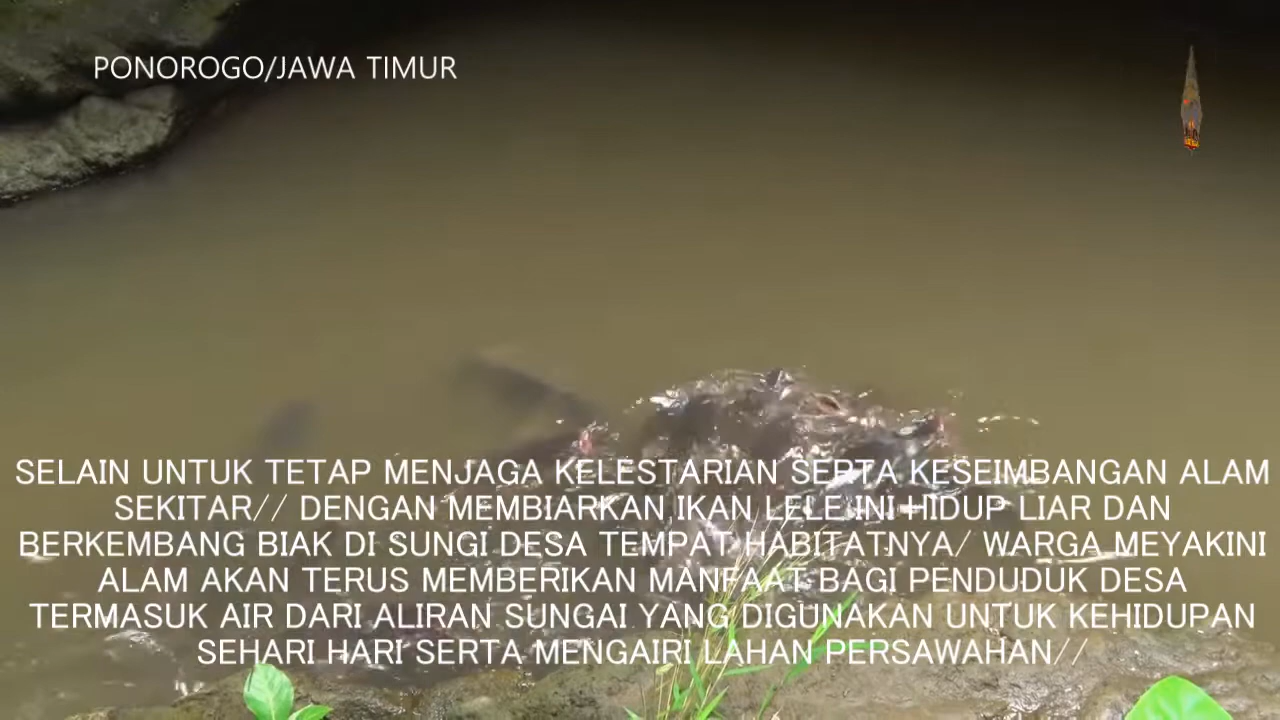 PONOROGO/JAWA TIMUR
SELAIN UNTUK TETAP MENJAGA KELESTARIAN SERTA KESEIMBANGAN ALAM
SEKITAR// DENGAN MEMBIARKAN IKAN LELE INI HIDUP LIAR DAN
BERKEMBANG BIAK DI SUNGI DESA TEMPAT HABITATNYA/ WARGA MEYAKINI
ALAM AKAN TERUS MEMBERIKAN MANFAAT BAGI PENDUDUK DESA
TERMASUK AIR DARI ALIRAN SUNGAI YANG DIGUNAKAN UNTUK KEHIDUPAN
SEHARI HARI SERTA MENGAIRI LAHAN PERSAWAHAN//